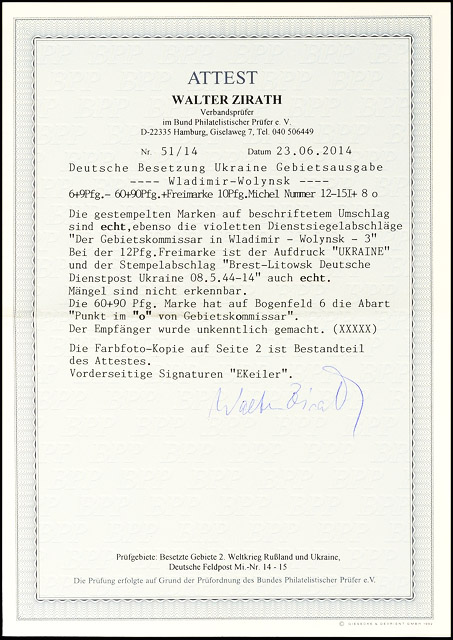 ATTEST
WALTER ZIRATH
Verbandsprüfer
im Bund Philatelistischer Prüfer e. V.
D-22335 Hamburg, Giselaweg 7, Tel. 040 506449
Nr. 51/14 Datum 23.06.2014
Deutsche Besetzung Ukraine Gebietsausgabe
---- Wladimir-Wolynsk ----
6+9Pfg.- 60+90Pfg.+Freimarke 10Pfg.Michel Nummer 12-15I+ 8 o
Die gestempelten Marken auf beschriftetem Umschlag
sind echt,ebenso die violetten Dienstsiegelabschläge
"Der Gebietskommissar in Wladimir - Wolynsk - 3"
Bei der 12Pfg.Freimarke ist der Aufdruck "UKRAINE"
und der Stempelabschlag "Brest-Litowsk Deutsche
Dienstpost Ukraine 08.5.44-14" auch echt.
Mängel sind nicht erkennbar.
Die 60+90 Pfg. Marke hat auf Bogenfeld 6 die Abart
"Punkt im "o" von Gebietskommissar".
Der Empfänger wurde unkenntlich gemacht. (XXXXX)
Die Farbfoto-Kopie auf Seite 2 ist Bestandteil
des Attestes.
Vorderseitige Signaturen "EKeiler".
Walter Zirath
Prüfgebiete: Besetzte Gebiete 2. Weltkrieg Rußland und Ukraine,
Deutsche Feldpost Mi.-Nr. 14 - 15
Die Prüfung erfolgte auf Grund der Prüfordnung des Bundes Philatelistischer Prüfer e.V.